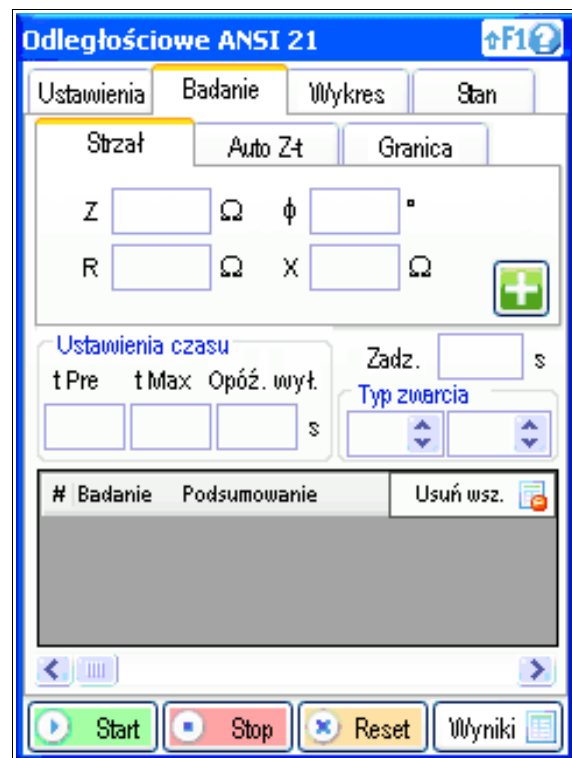 Odległościowe ANSI 21 F1?
Ustawienia Badanie Wykres Stan
Strzał Auto Z-t Granica
Z Ω ϕ °
R Ω X Ω
Ustawienia czasu
Zadz. s
t Pre t Max Opóź. wył.
Typ zwarcia
s
# Badanie Podsumowanie Usuń wsz.
Start Stop Reset Wyniki